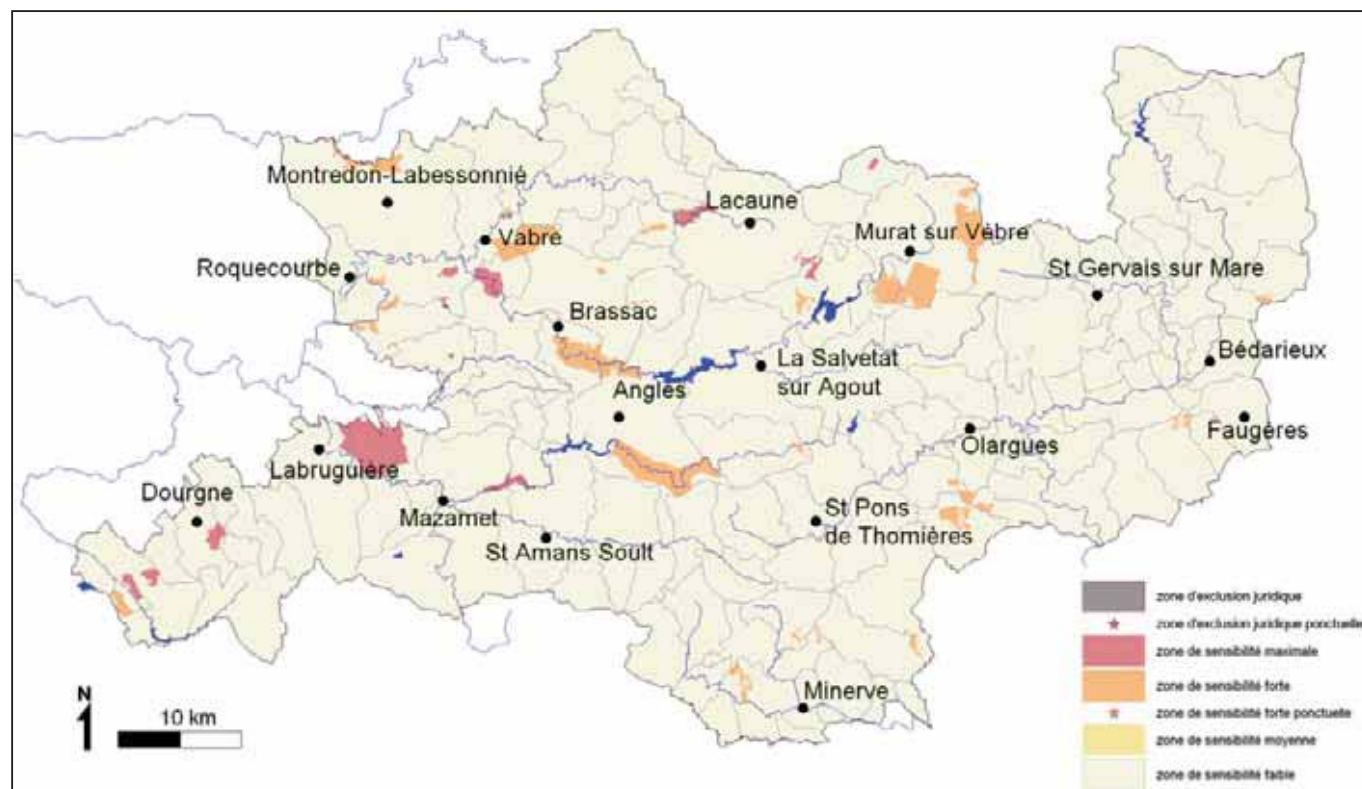 Montredon-Labessonnié
Lacaune
Vabre
Murat sur Vèbre
Roquecourbe
St Gervais sur Mare
Brassac
La Salvetat
sur Agout
Bédarieux
Angles
Faugères
Olargues
Labruguière
Dourgne
Mazamet
St Pons
de Thomières
St Amans Soult
Minerve
N
10 km
zone d'exclusion juridique
zone d'exclusion juridique ponctuelle
zone de sensibilité maximale
zone de sensibilité forte
zone de sensibilité forte ponctuelle
zone de sensibilité moyenne
zone de sensibilité faible